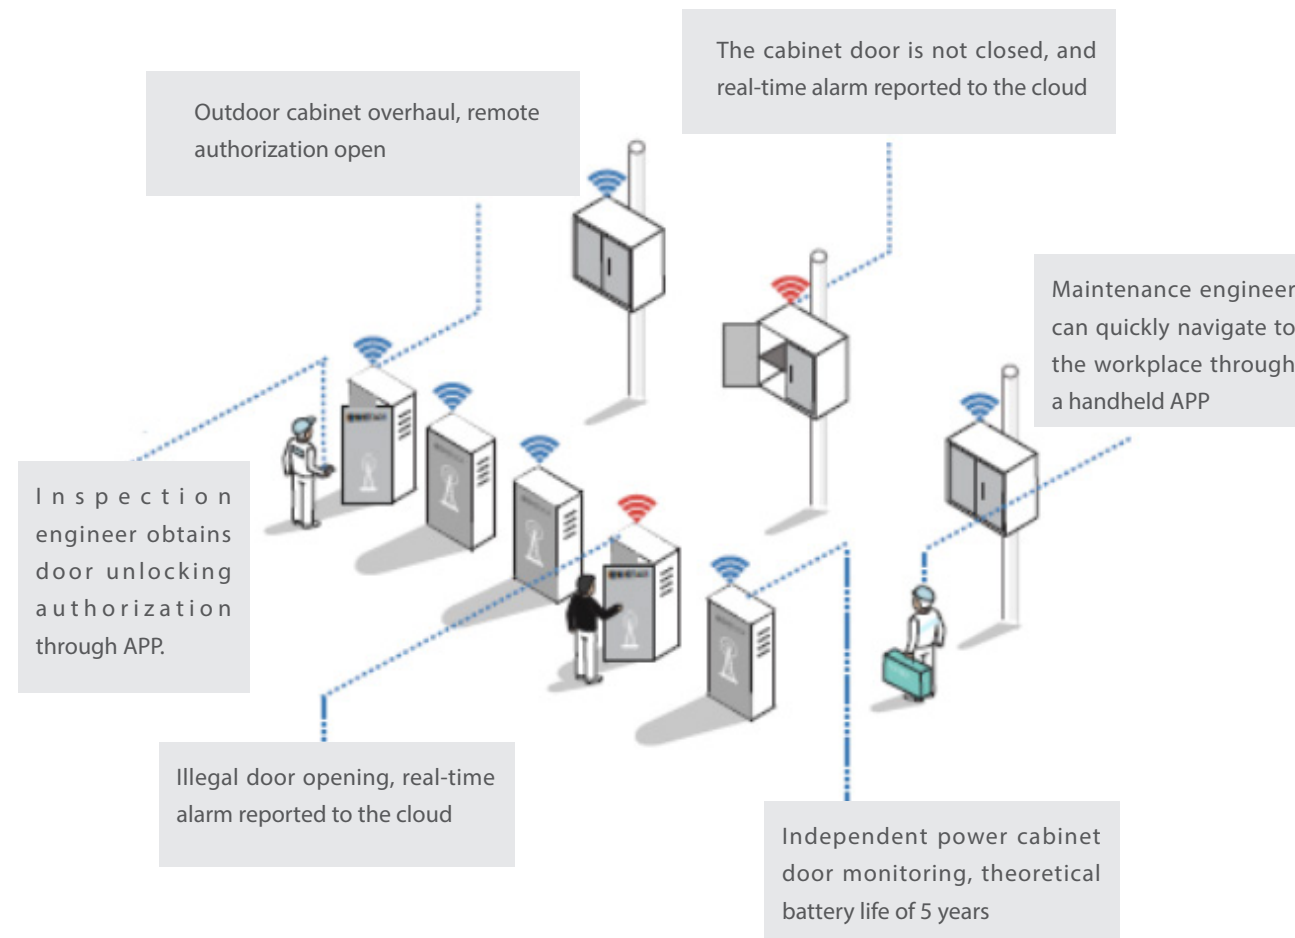 The cabinet door is not closed, and
real-time alarm reported to the cloud
Outdoor cabinet overhaul, remote
authorization open
Maintenance engineer
can quickly navigate to
the workplace through
a handheld APP
Inspection
engineer obtains
door unlocking
authorization
through APP.
Illegal door opening, real-time
alarm reported to the cloud
Independent power cabinet
door monitoring, theoretical
battery life of 5 years